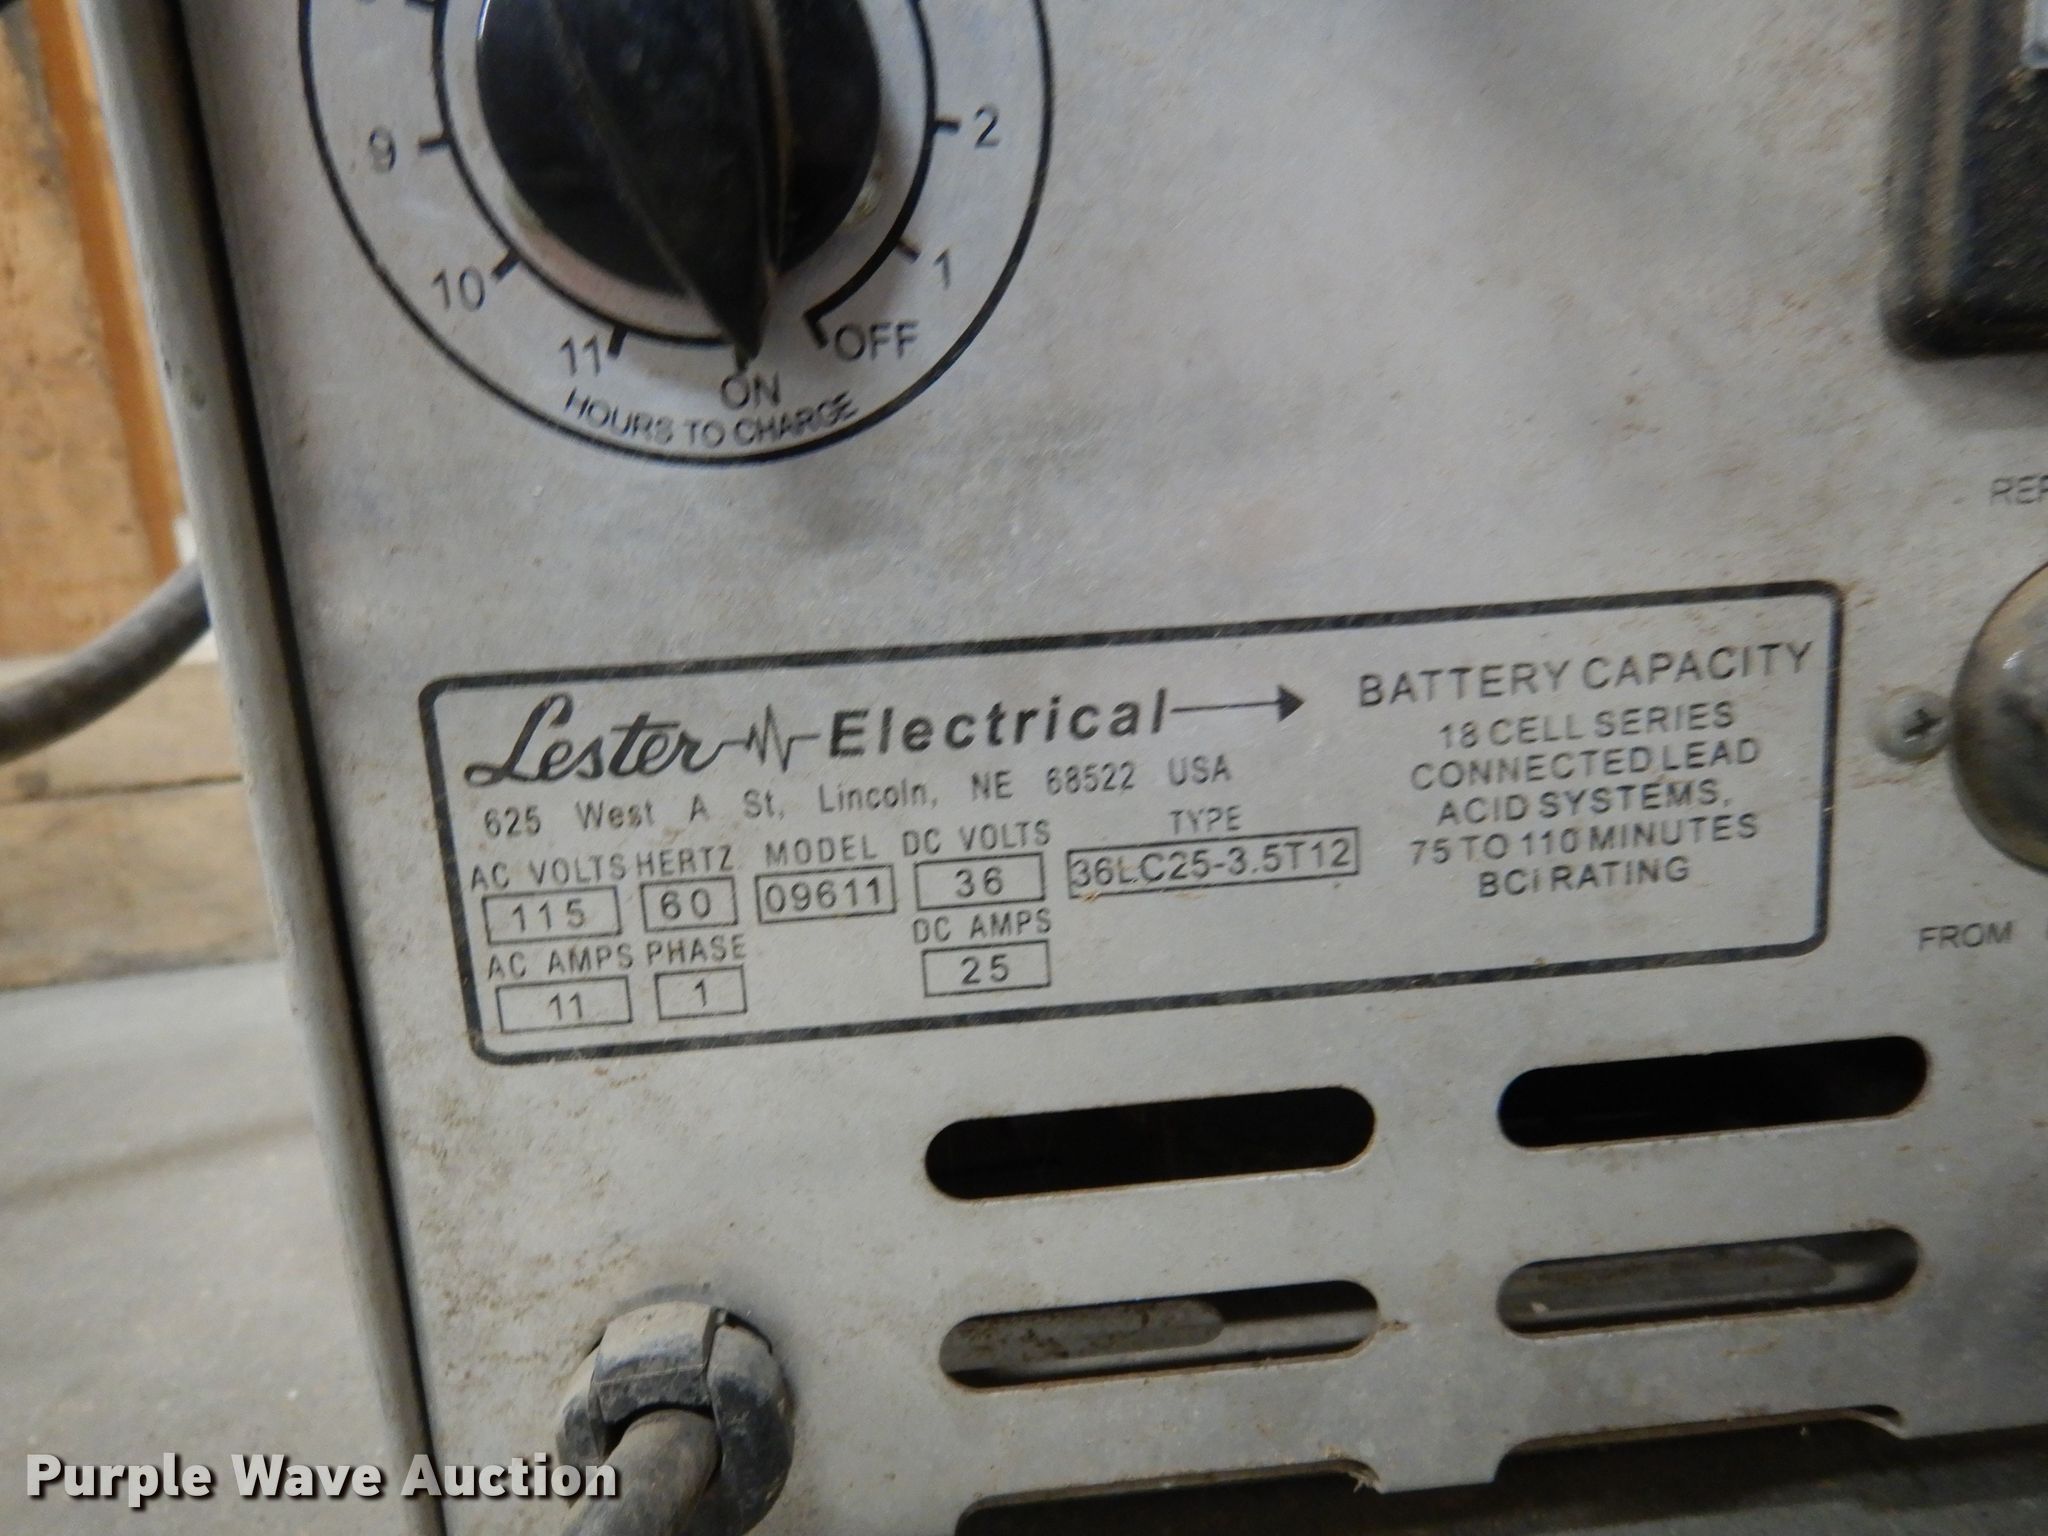 9
2
10
1
11
OFF
ON
HOURS TO CHARGE
Lester Electrical
625 West A St, Lincoln, NE 68522 USA
AC VOLTS HERTZ MODEL DC VOLTS TYPE
115 60 09611 36 36LC25-3.5T12
AC AMPS PHASE DC AMPS
11 1 25
BATTERY CAPACITY
18 CELL SERIES
CONNECTED LEAD
ACID SYSTEMS,
75 TO 110 MINUTES
BCi RATING
FROM
Purple Wave Auction